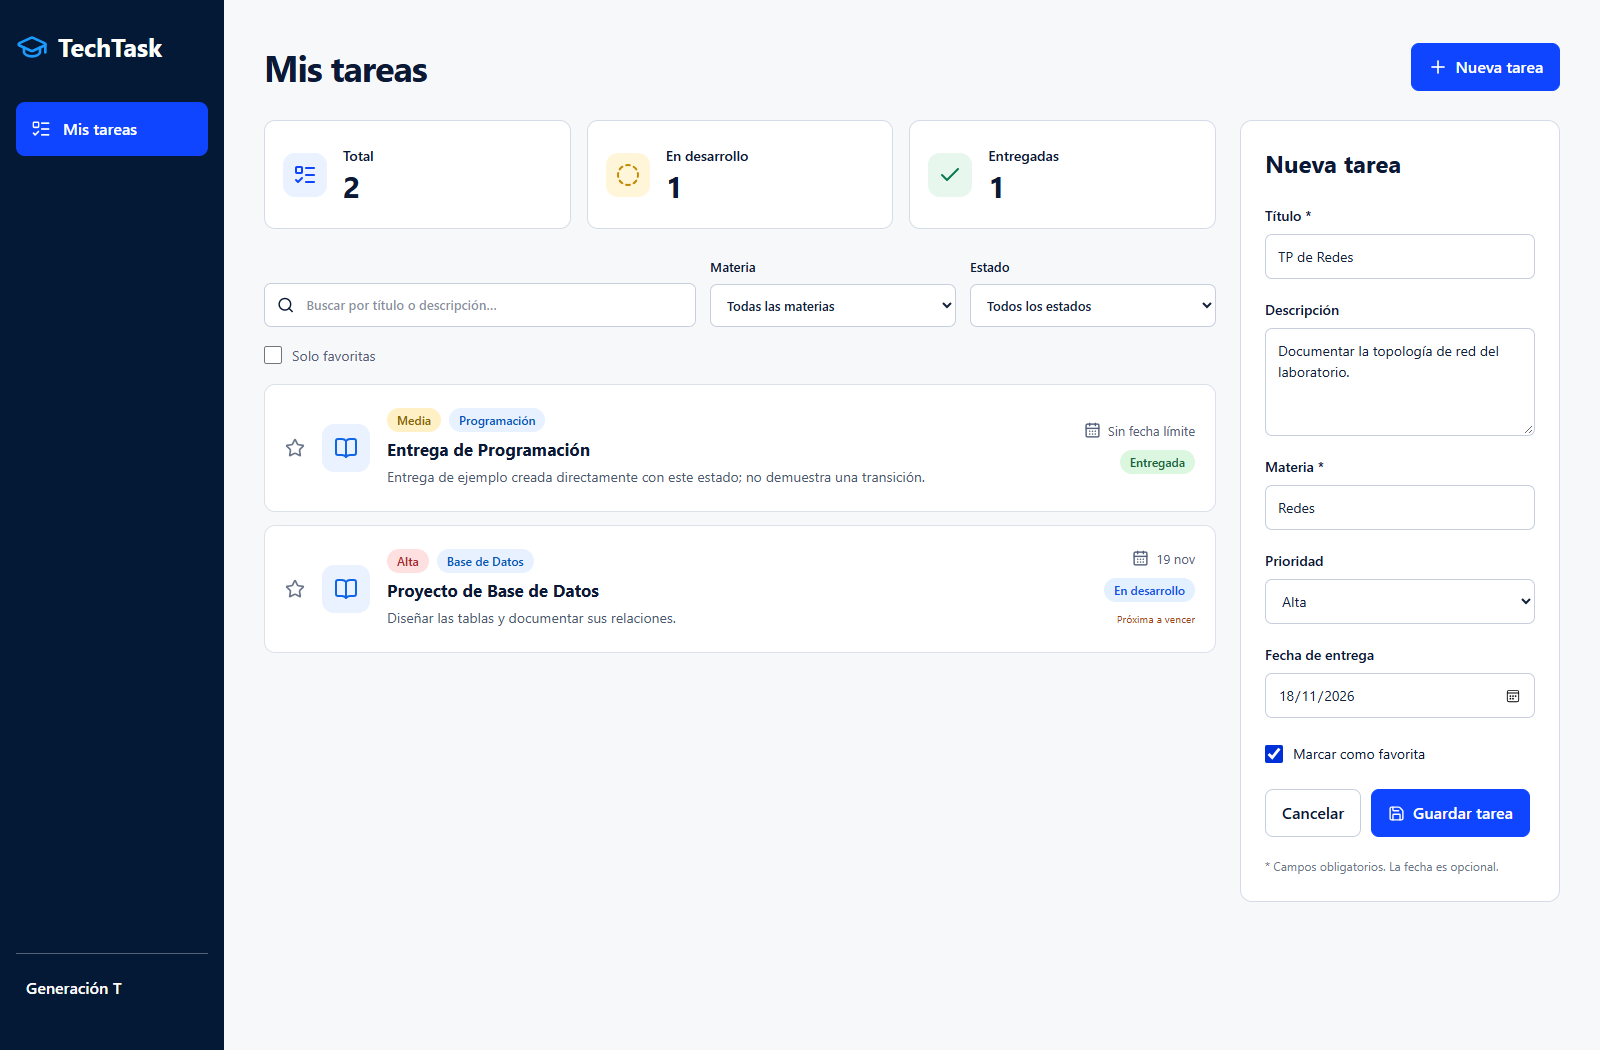 TechTask
Mis tareas
Generación T
Mis tareas
Nueva tarea
Total
2
En desarrollo
1
Entregadas
1
Materia
Estado
Buscar por título o descripción...
Todas las materias
Todos los estados
Solo favoritas
Media
Programación
Entrega de Programación
Entrega de ejemplo creada directamente con este estado; no demuestra una transición.
Sin fecha límite
Entregada
Alta
Base de Datos
Proyecto de Base de Datos
Diseñar las tablas y documentar sus relaciones.
19 nov
En desarrollo
Próxima a vencer
Nueva tarea
Título *
TP de Redes
Descripción
Documentar la topología de red del
laboratorio.
Materia *
Redes
Prioridad
Alta
Fecha de entrega
18/11/2026
Marcar como favorita
Cancelar
Guardar tarea
* Campos obligatorios. La fecha es opcional.